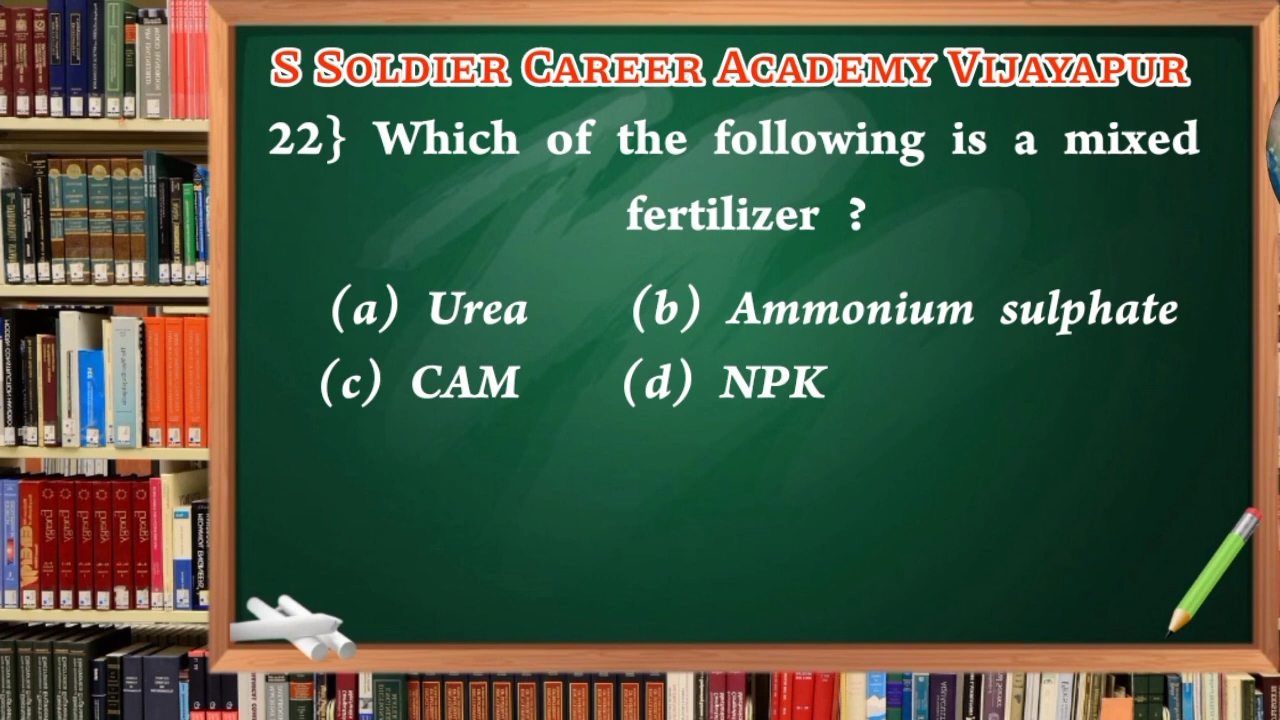 S Soldier Career Academy Vijayapur
22} Which of the following is a mixed
fertilizer ?
(a) Urea (b) Ammonium sulphate
(c) CAM (d) NPK